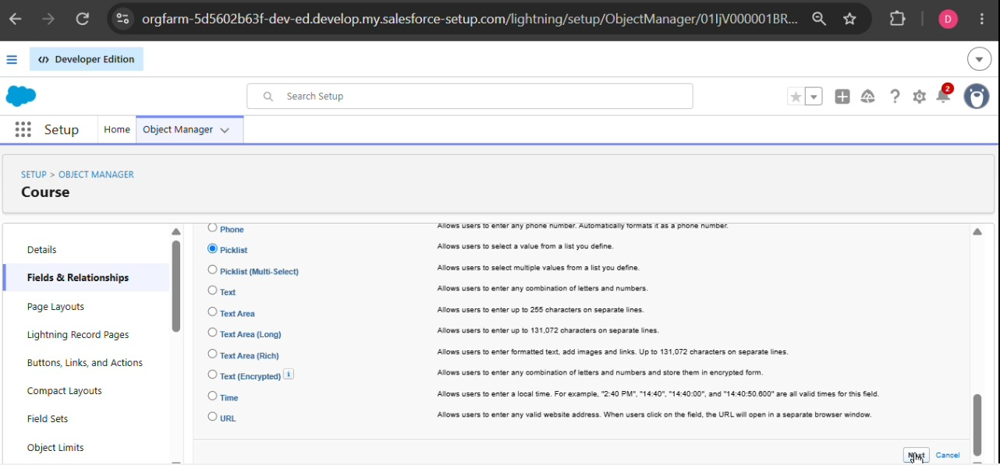 orgfarm-5d5602b63f-dev-ed.develop.my.salesforce-setup.com/lightning/setup/ObjectManager/01IjV000001BR...
D
</> Developer Edition
Search Setup
2
Setup Home Object Manager
SETUP > OBJECT MANAGER
Course
Details
Fields & Relationships
Page Layouts
Lightning Record Pages
Buttons, Links, and Actions
Compact Layouts
Field Sets
Object Limits
Phone Allows users to enter any phone number. Automatically formats it as a phone number.
Picklist Allows users to select a value from a list you define.
Picklist (Multi-Select) Allows users to select multiple values from a list you define.
Text Allows users to enter any combination of letters and numbers.
Text Area Allows users to enter up to 255 characters on separate lines.
Text Area (Long) Allows users to enter up to 131,072 characters on separate lines.
Text Area (Rich) Allows users to enter formatted text, add images and links. Up to 131,072 characters on separate lines.
Text (Encrypted) i Allows users to enter any combination of letters and numbers and store them in encrypted form.
Time Allows users to enter a local time. For example, "2:40 PM", "14:40", "14:40:00", and "14:40:50.600" are all valid times for this field.
URL Allows users to enter any valid website address. When users click on the field, the URL will open in a separate browser window.
Next Cancel